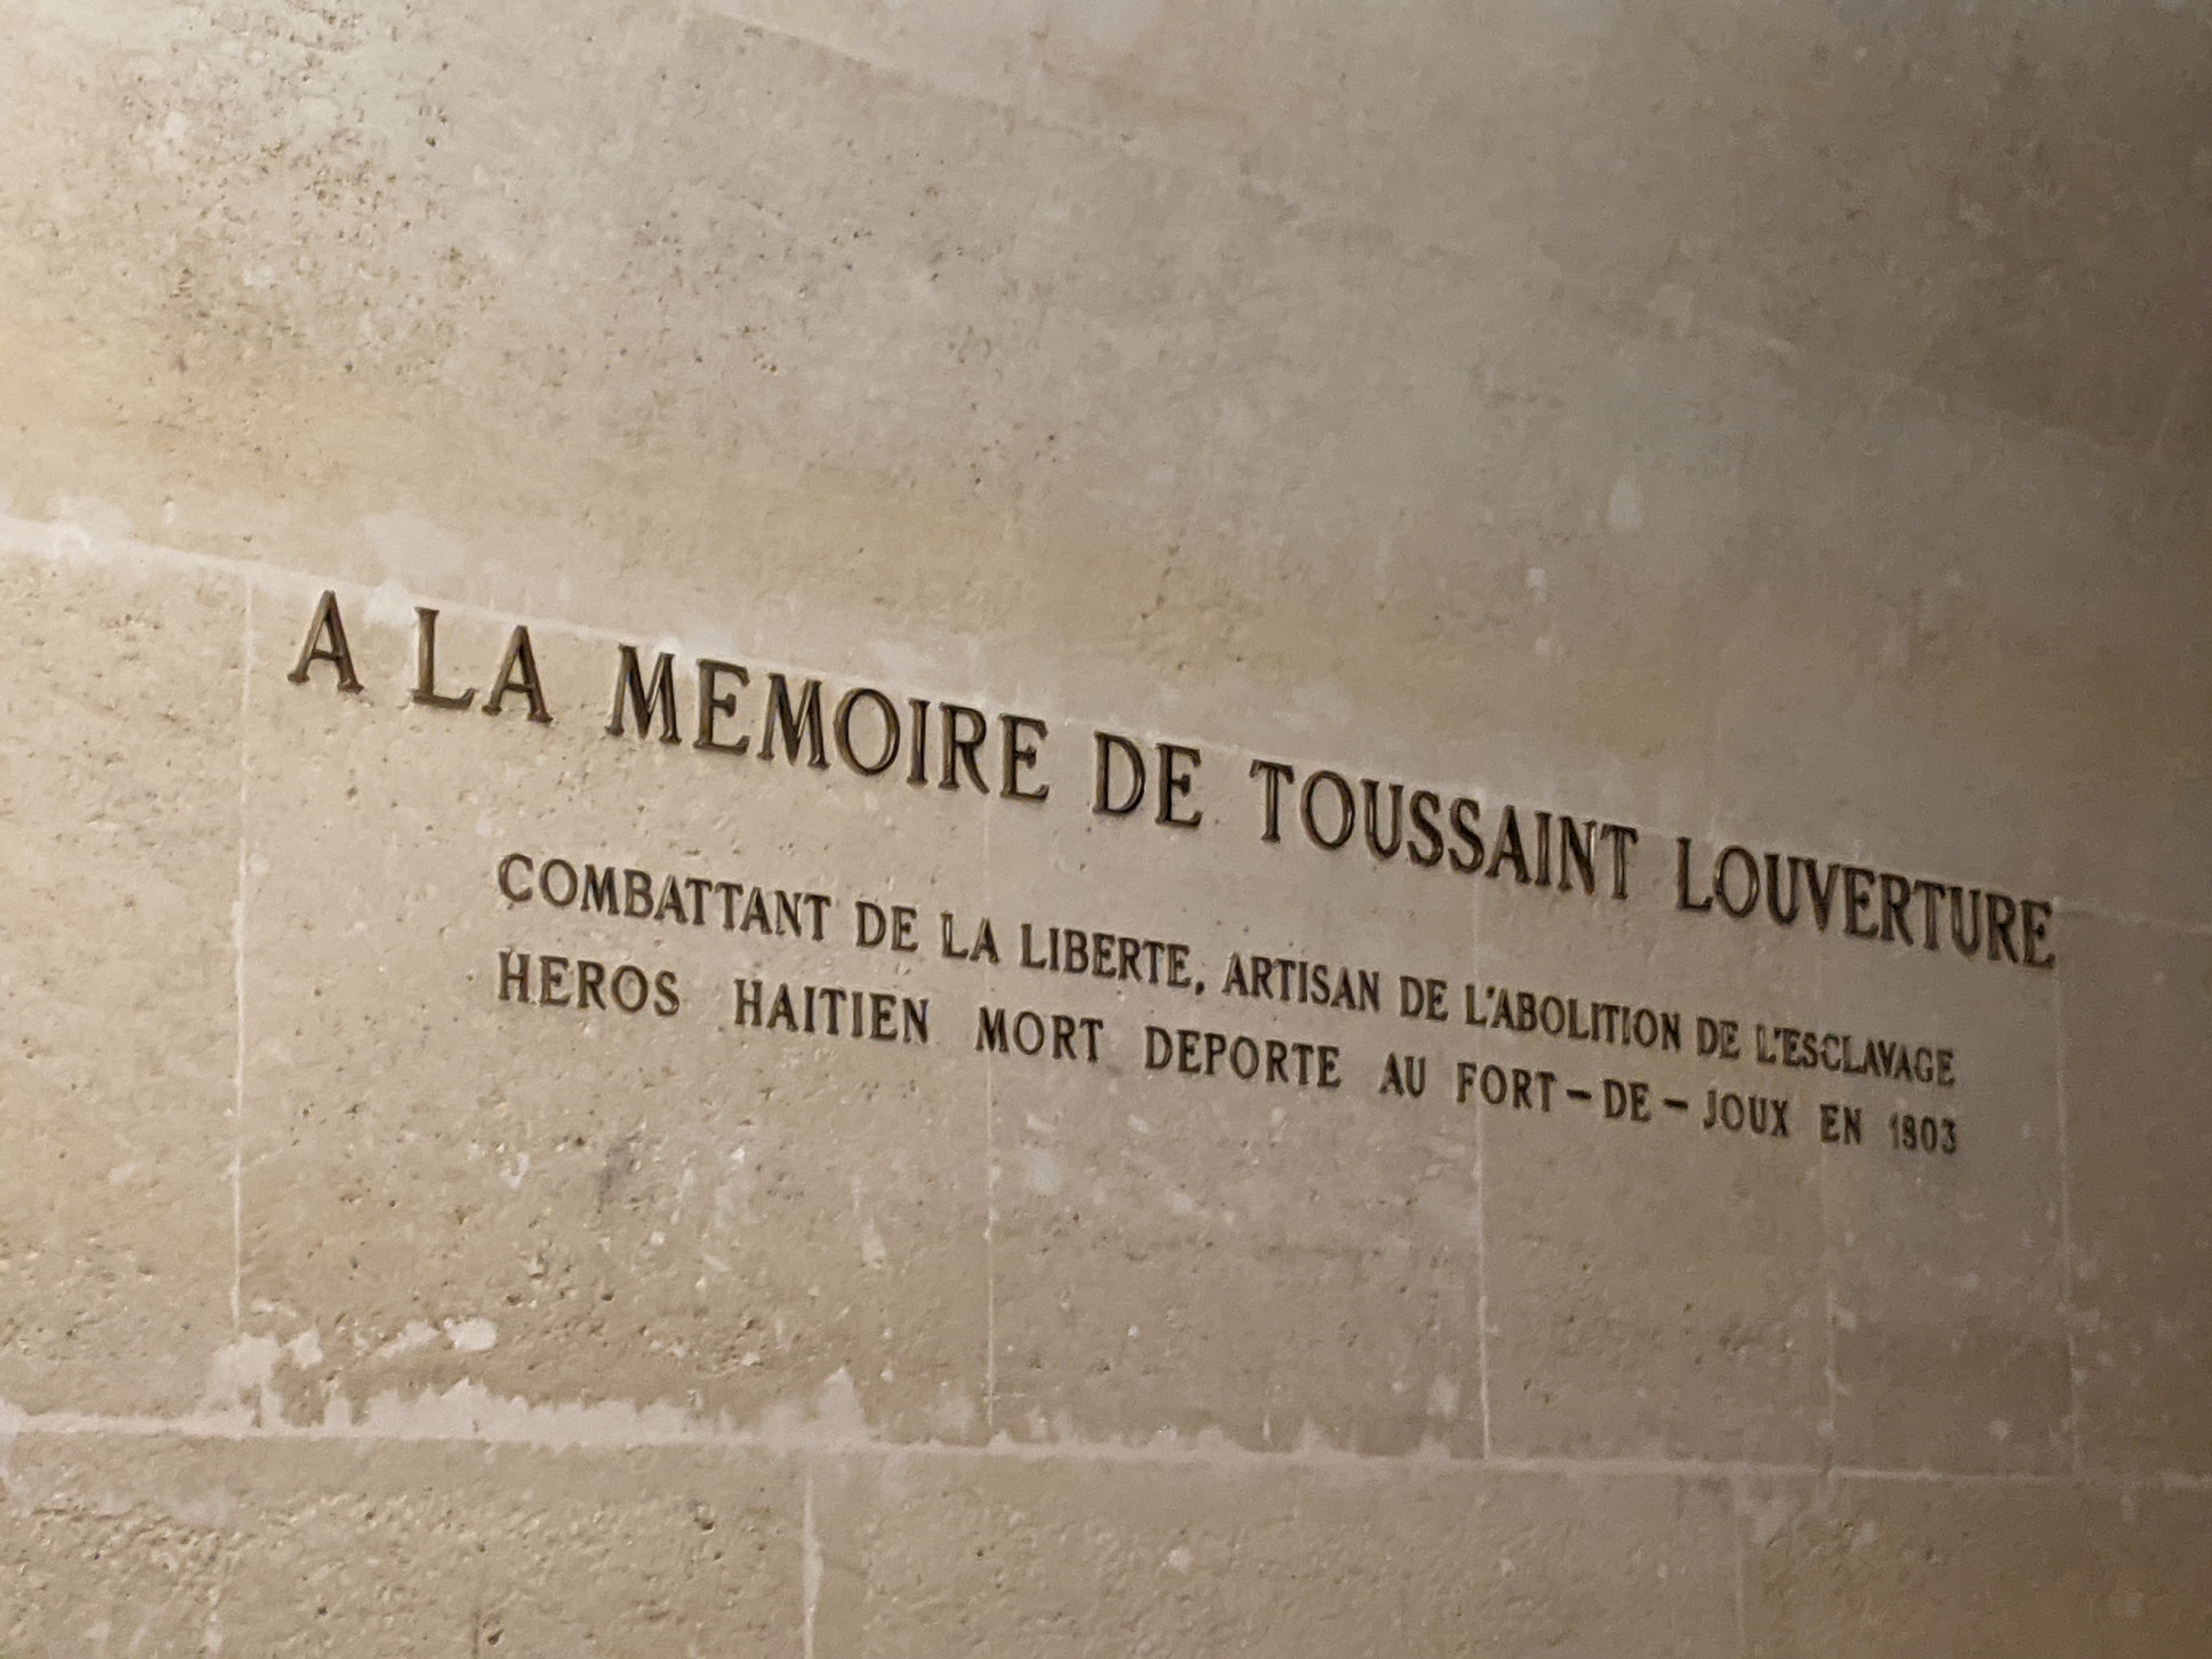 A LA MEMOIRE DE TOUSSAINT LOUVERTURE
COMBATTANT DE LA LIBERTE, ARTISAN DE L'ABOLITION DE L'ESCLAVAGE
HEROS HAITIEN MORT DEPORTE AU FORT-DE-JOUX EN 1803